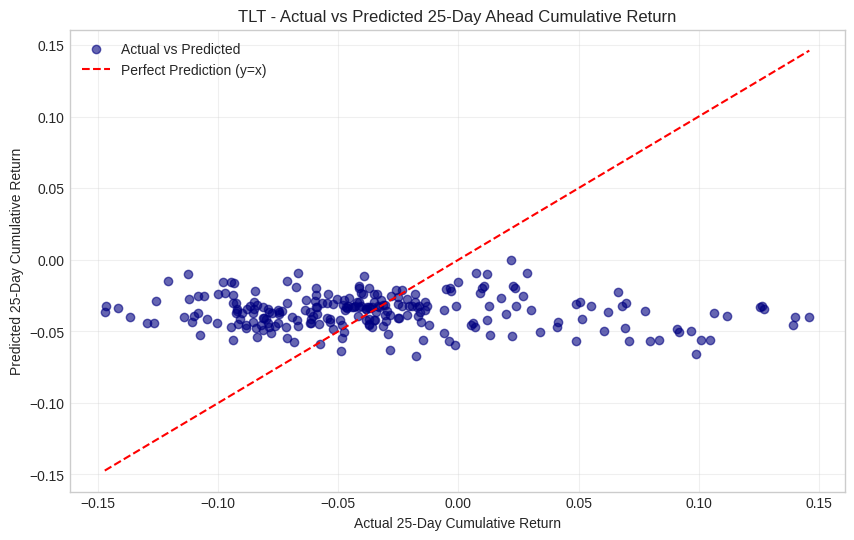 TLT - Actual vs Predicted 25-Day Ahead Cumulative Return
Actual vs Predicted
Perfect Prediction (y=x)
Predicted 25-Day Cumulative Return
0.15
0.10
0.05
0.00
−0.05
−0.10
−0.15
−0.15
−0.10
−0.05
0.00
0.05
0.10
0.15
Actual 25-Day Cumulative Return